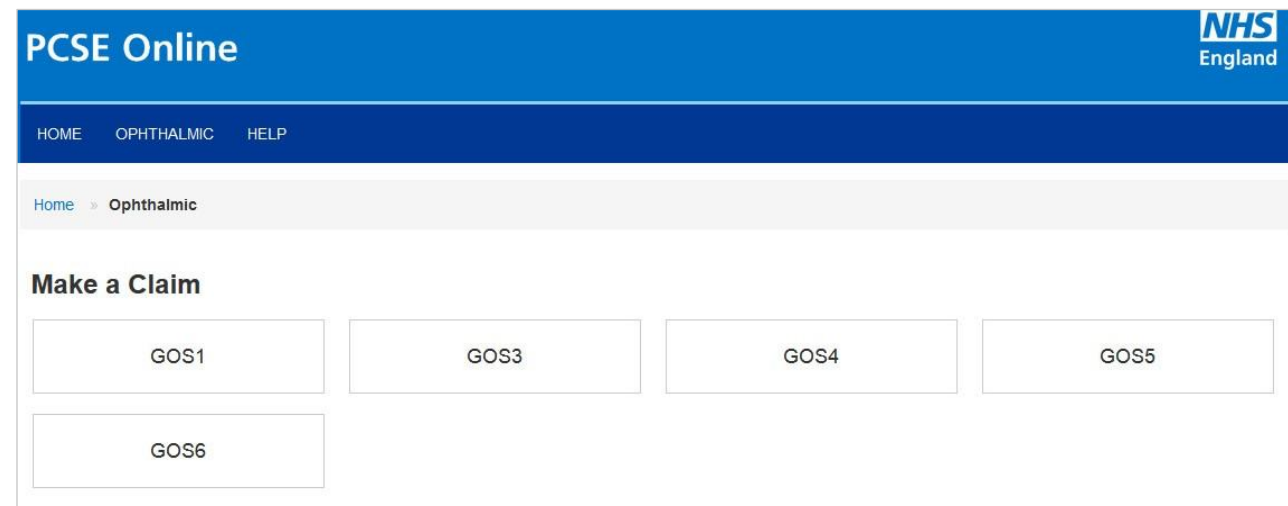 PCSE Online
NHS
England
HOME OPHTHALMIC HELP
Home » Ophthalmic
Make a Claim
GOS1 GOS3 GOS4 GOS5
GOS6